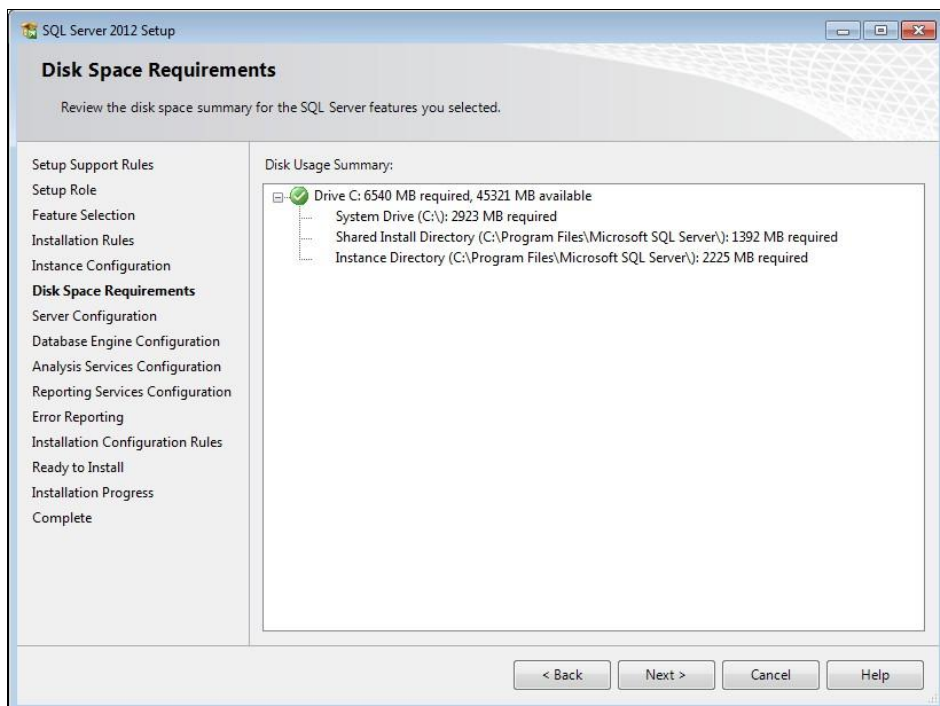 SQL Server 2012 Setup
Disk Space Requirements
Review the disk space summary for the SQL Server features you selected.
Setup Support Rules
Setup Role
Feature Selection
Installation Rules
Instance Configuration
Disk Space Requirements
Server Configuration
Database Engine Configuration
Analysis Services Configuration
Reporting Services Configuration
Error Reporting
Installation Configuration Rules
Ready to Install
Installation Progress
Complete
Disk Usage Summary:
Drive C: 6540 MB required, 45321 MB available
System Drive (C:\): 2923 MB required
Shared Install Directory (C:\Program Files\Microsoft SQL Server\): 1392 MB required
Instance Directory (C:\Program Files\Microsoft SQL Server\): 2225 MB required
< Back
Next >
Cancel
Help